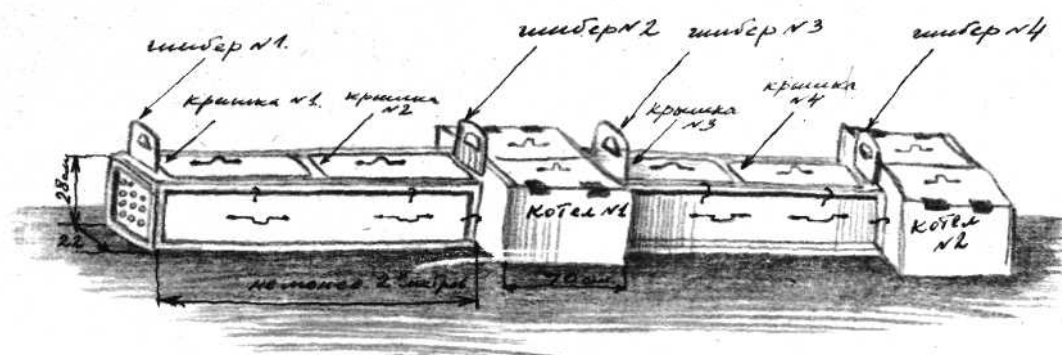 шибер №1.
шибер №2
шибер №3
шибер №4
крышка №1.
крышка
№2
крышка
№3
крышка
№4
28см
22
котел №1
котел
№2
не менее 2
70см